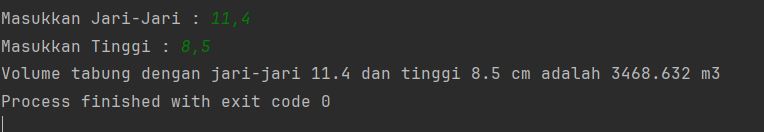 Masukkan Jari-Jari : 11,4
Masukkan Tinggi : 8,5
Volume tabung dengan jari-jari 11.4 dan tinggi 8.5 cm adalah 3468.632 m3
Process finished with exit code 0